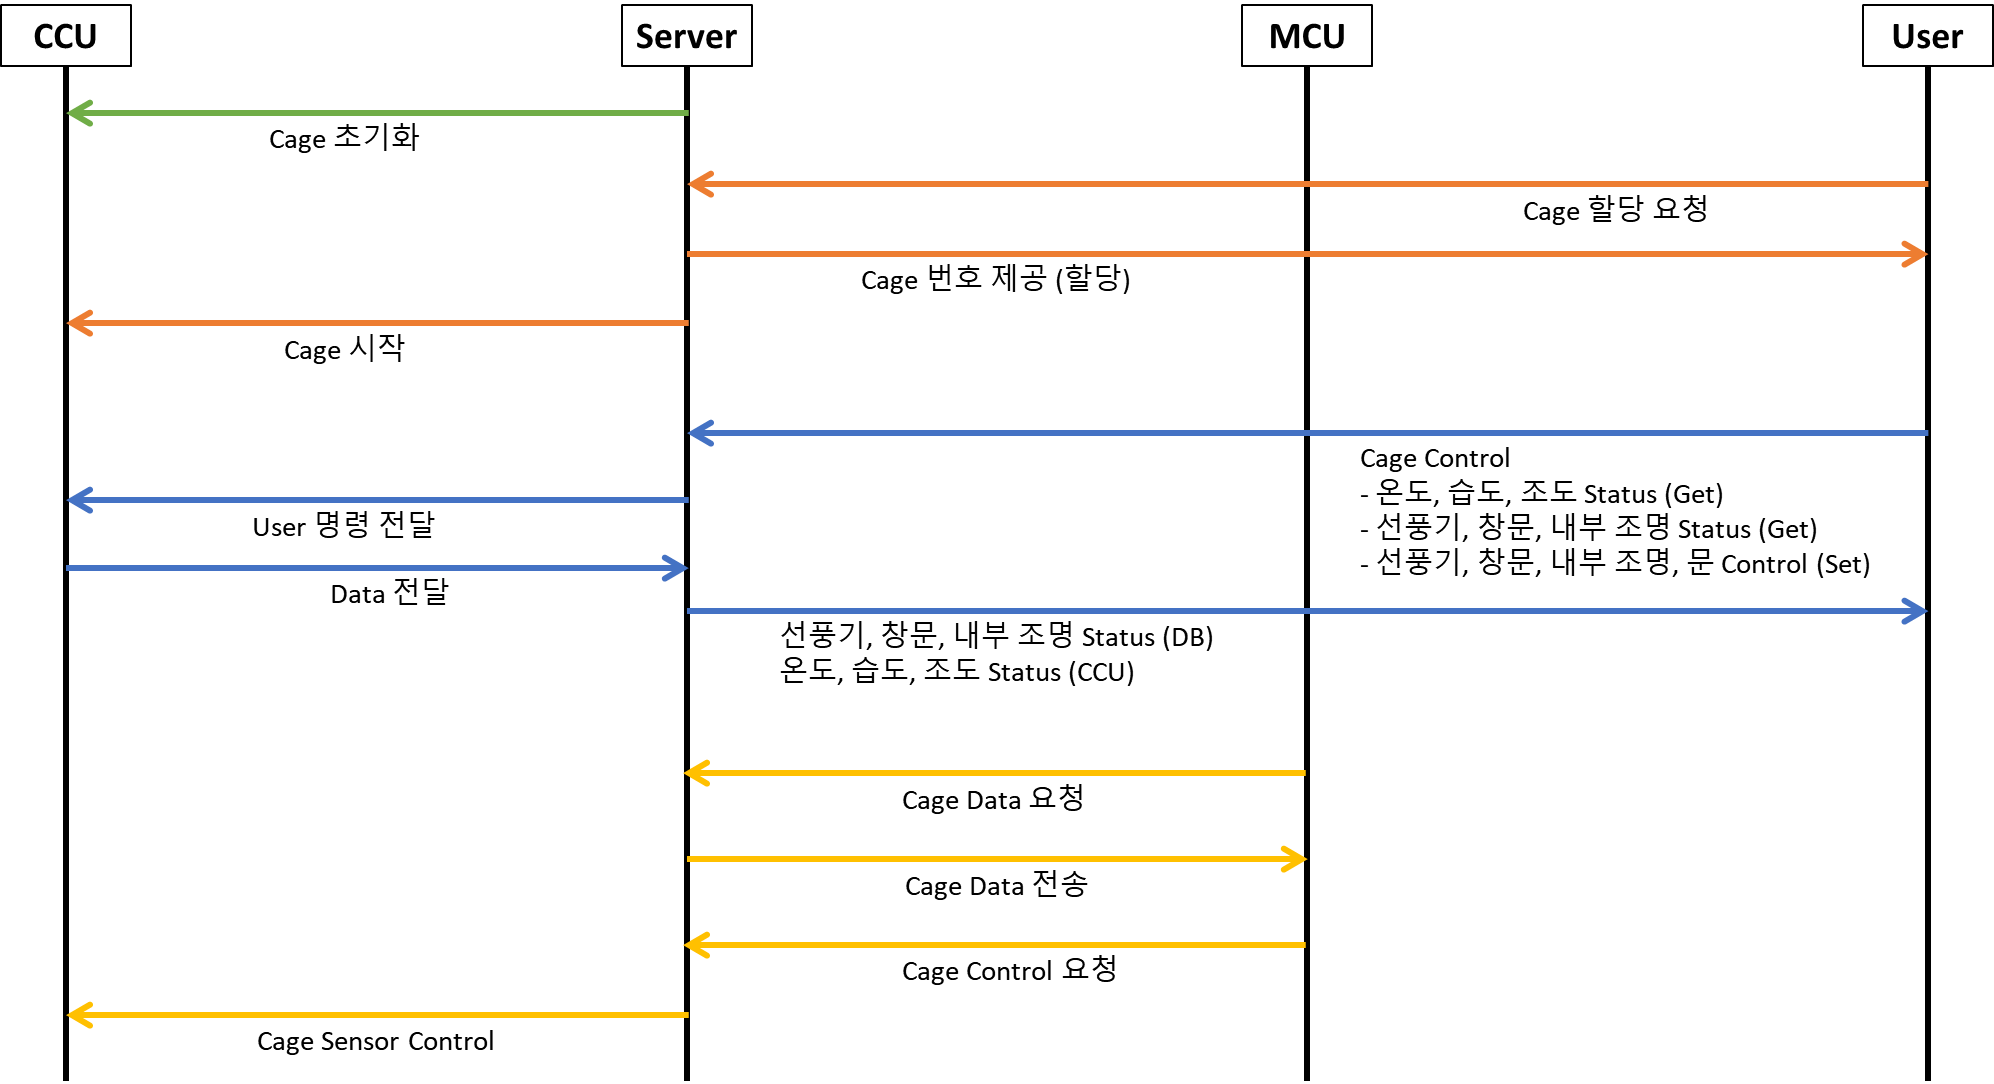 CCU
Server
MCU
User
Cage 초기화
Cage 할당 요청
Cage 번호 제공 (할당)
Cage 시작
Cage Control
- 온도, 습도, 조도 Status (Get)
- 선풍기, 창문, 내부 조명 Status (Get)
- 선풍기, 창문, 내부 조명, 문 Control (Set)
User 명령 전달
Data 전달
선풍기, 창문, 내부 조명 Status (DB)
온도, 습도, 조도 Status (CCU)
Cage Data 요청
Cage Data 전송
Cage Control 요청
Cage Sensor Control